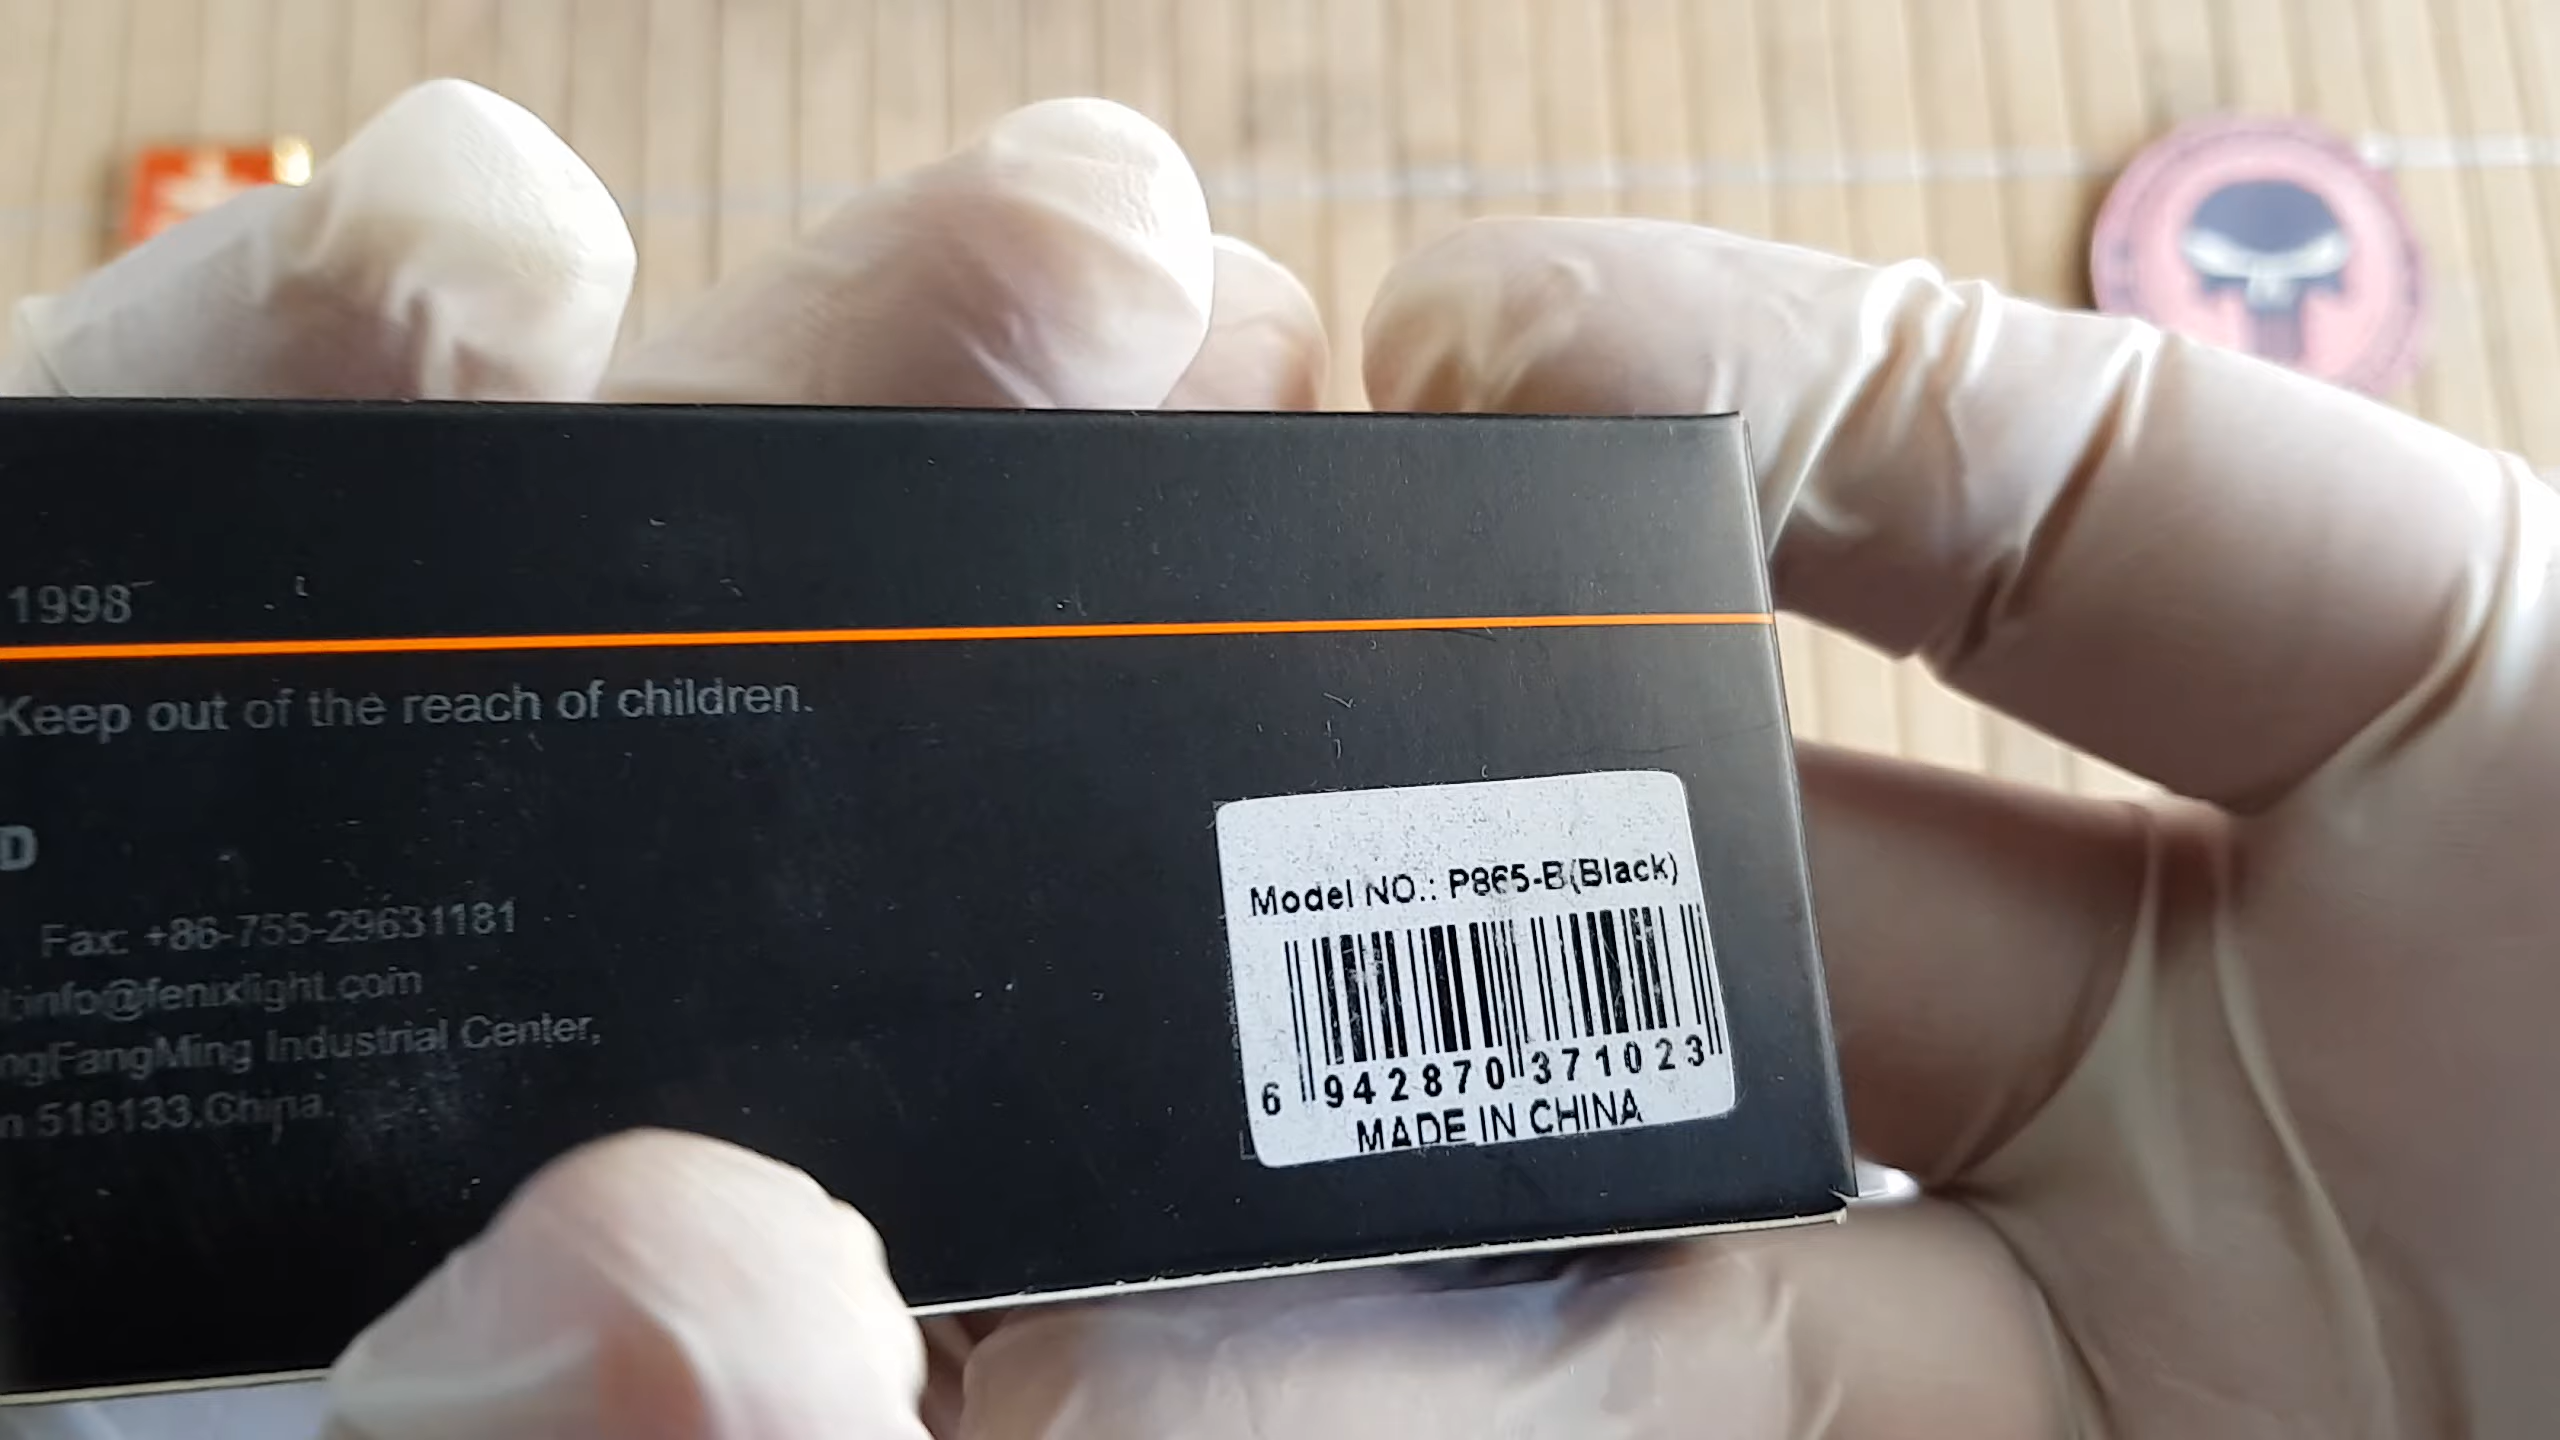 1998
Keep out of the reach of children.
D
Fax: +86-755-29631181
info@fenixlight.com
ngFangMing Industrial Center,
n 518133,China.
Model NO.: P865-B(Black)
6 942870 371023
MADE IN CHINA